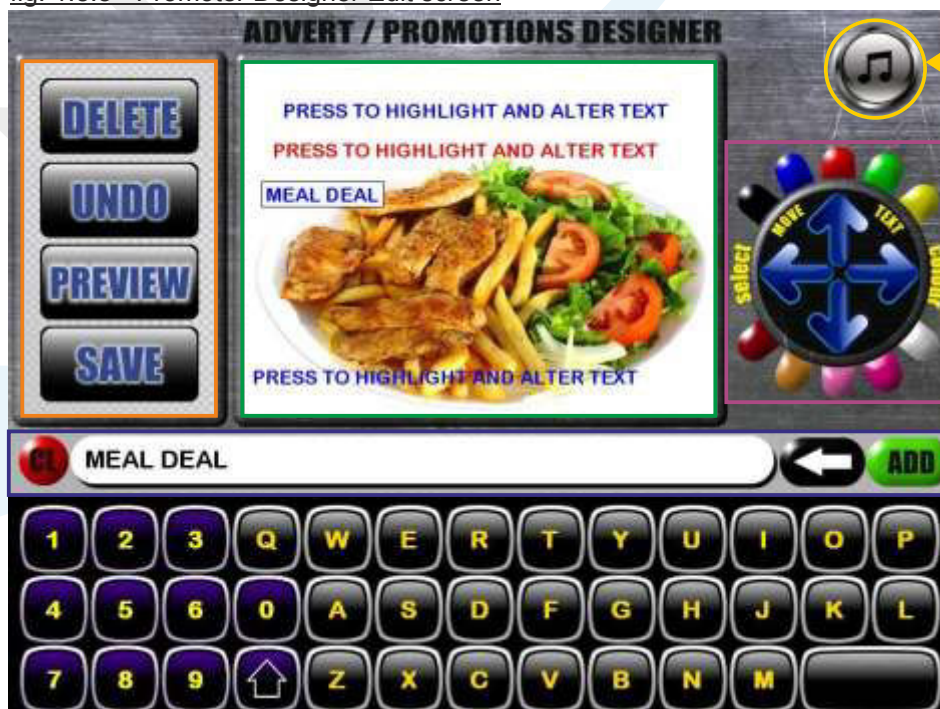 ADVERT / PROMOTIONS DESIGNER
DELETE
UNDO
PREVIEW
SAVE
PRESS TO HIGHLIGHT AND ALTER TEXT
PRESS TO HIGHLIGHT AND ALTER TEXT
MEAL DEAL
PRESS TO HIGHLIGHT AND ALTER TEXT
MOVE TEXT
select colour
CL MEAL DEAL ADD
1 2 3 Q W E R T Y U I O P
4 5 6 0 A S D F G H J K L
7 8 9 Z X C V B N M